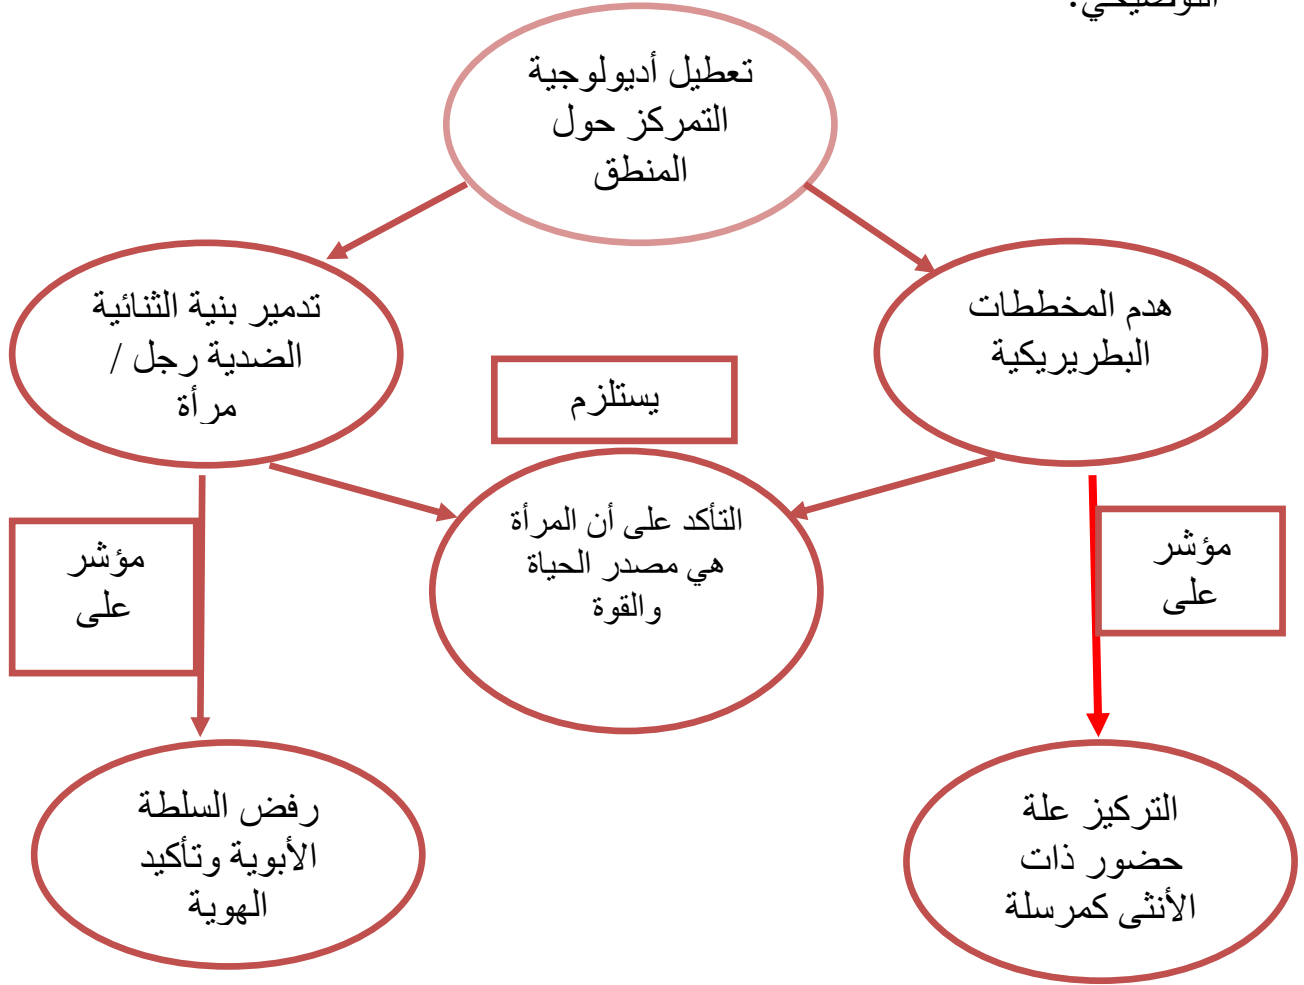 التوضيحي:
تعطيل أديولوجية
التمركز حول
المنطق
هدم المخططات
البطريريكية
تدمير بنية الثنائية
الضدية رجل /
مرأة
يستلزم
التأكد على أن المرأة
هي مصدر الحياة
والقوة
مؤشر
على
مؤشر
على
التركيز علة
حضور ذات
الأنثى كمرسلة
رفض السلطة
الأبوية وتأكيد
الهوية